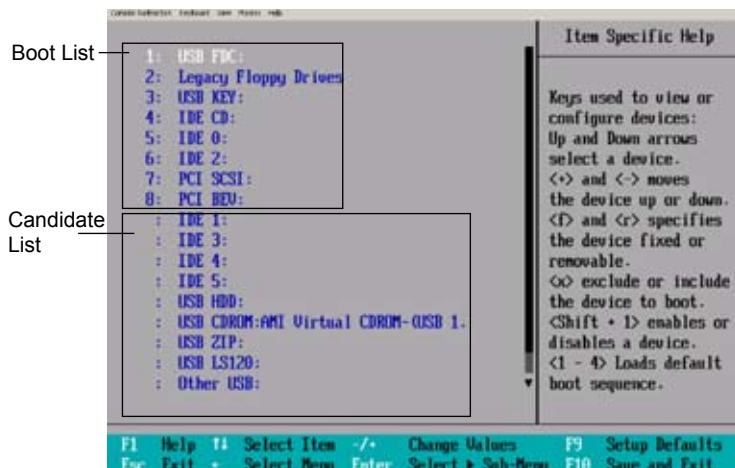 Console Redirection Keyboard View Macros Help
Boot List
1: USB FDC:
2: Legacy Floppy Drives
3: USB KEY:
4: IDE CD:
5: IDE 0:
6: IDE 2:
7: PCI SCSI:
8: PCI BEV:
Candidate
List
: IDE 1:
: IDE 3:
: IDE 4:
: IDE 5:
: USB HDD:
: USB CDROM:AMI Virtual CDROM-(USB 1.
: USB ZIP:
: USB LS120:
: Other USB:
Item Specific Help
Keys used to view or
configure devices:
Up and Down arrows
select a device.
<+> and <-> moves
the device up or down.
<f> and <r> specifies
the device fixed or
removable.
<x> exclude or include
the device to boot.
<Shift + 1> enables or
disables a device.
<1 - 4> Loads default
boot sequence.
F1 Help ↑↓ Select Item -/+ Change Values F9 Setup Defaults
Esc Exit Select Menu Enter Select ▶ Sub-Menu F10 Save and Exit